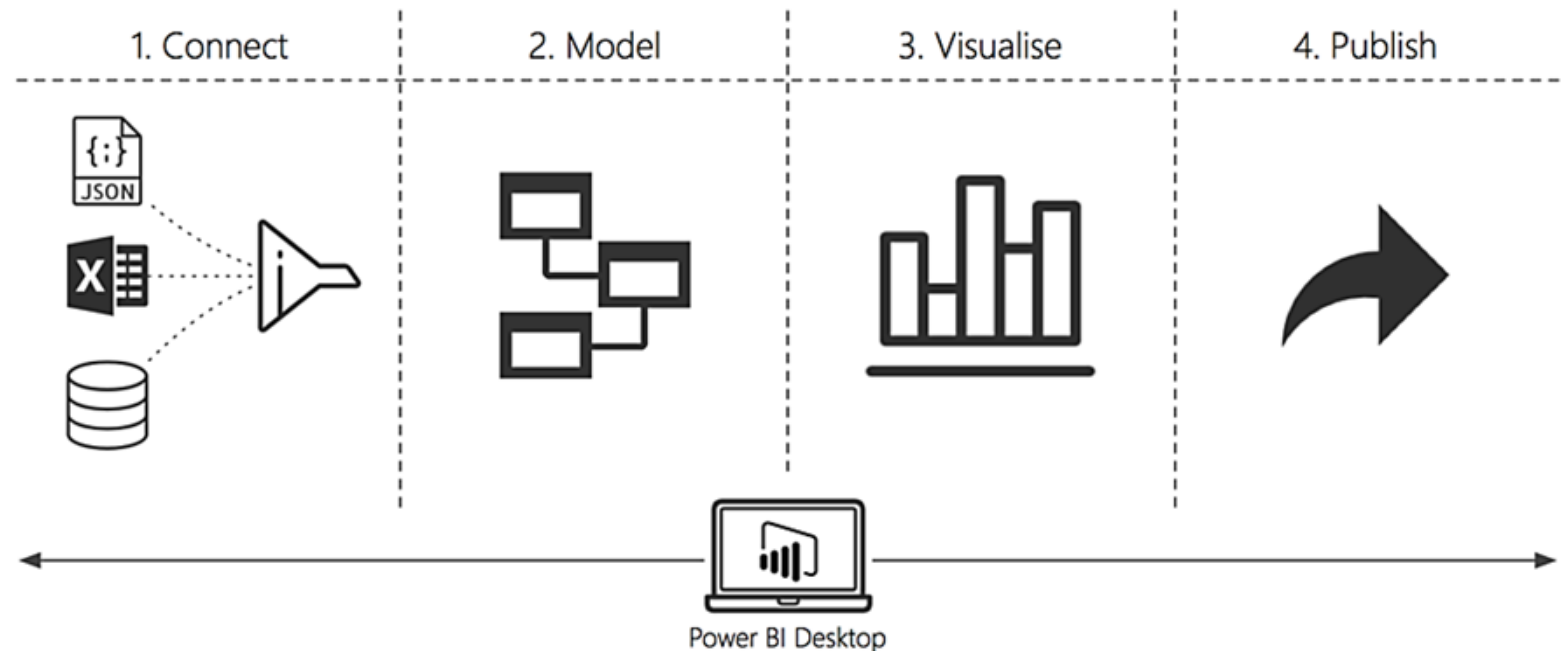 1. Connect
2. Model
3. Visualise
4. Publish
{;}
JSON
X
Power BI Desktop